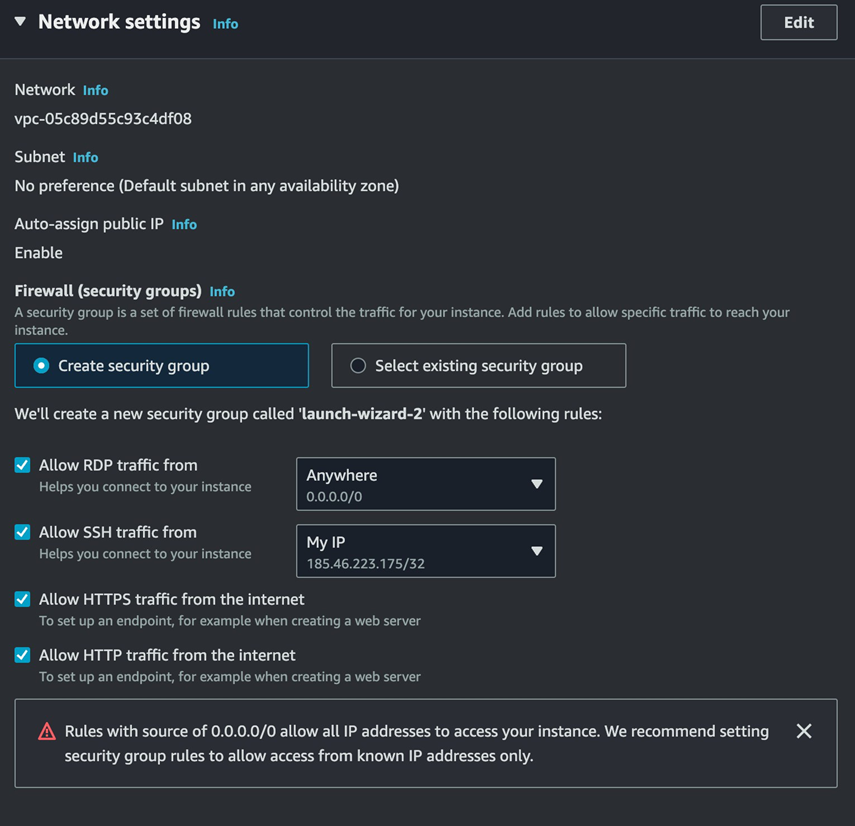 Network settings Info
Edit
Network Info
vpc-05c89d55c93c4df08
Subnet Info
No preference (Default subnet in any availability zone)
Auto-assign public IP Info
Enable
Firewall (security groups) Info
A security group is a set of firewall rules that control the traffic for your instance. Add rules to allow specific traffic to reach your
instance.
Create security group
Select existing security group
We'll create a new security group called 'launch-wizard-2' with the following rules:
Allow RDP traffic from
Helps you connect to your instance
Anywhere
0.0.0.0/0
Allow SSH traffic from
Helps you connect to your instance
My IP
185.46.223.175/32
Allow HTTPS traffic from the internet
To set up an endpoint, for example when creating a web server
Allow HTTP traffic from the internet
To set up an endpoint, for example when creating a web server
Rules with source of 0.0.0.0/0 allow all IP addresses to access your instance. We recommend setting
security group rules to allow access from known IP addresses only.